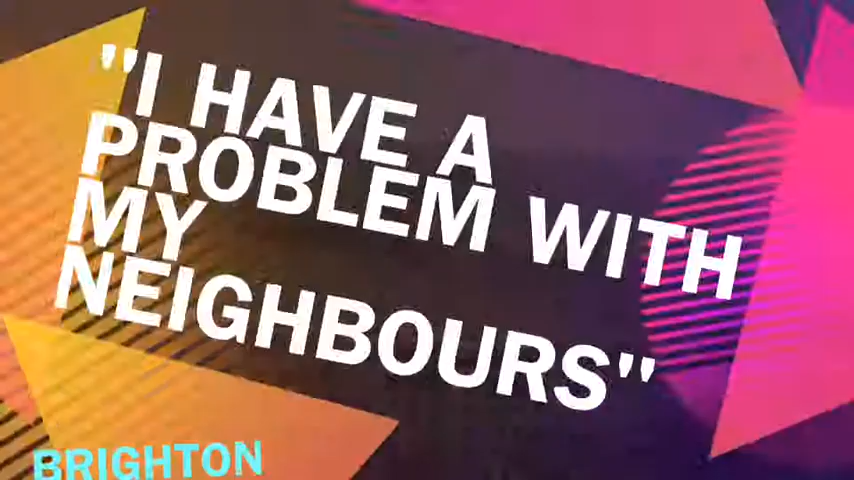 "I HAVE A
PROBLEM WITH
MY
NEIGHBOURS"
BRIGHTON